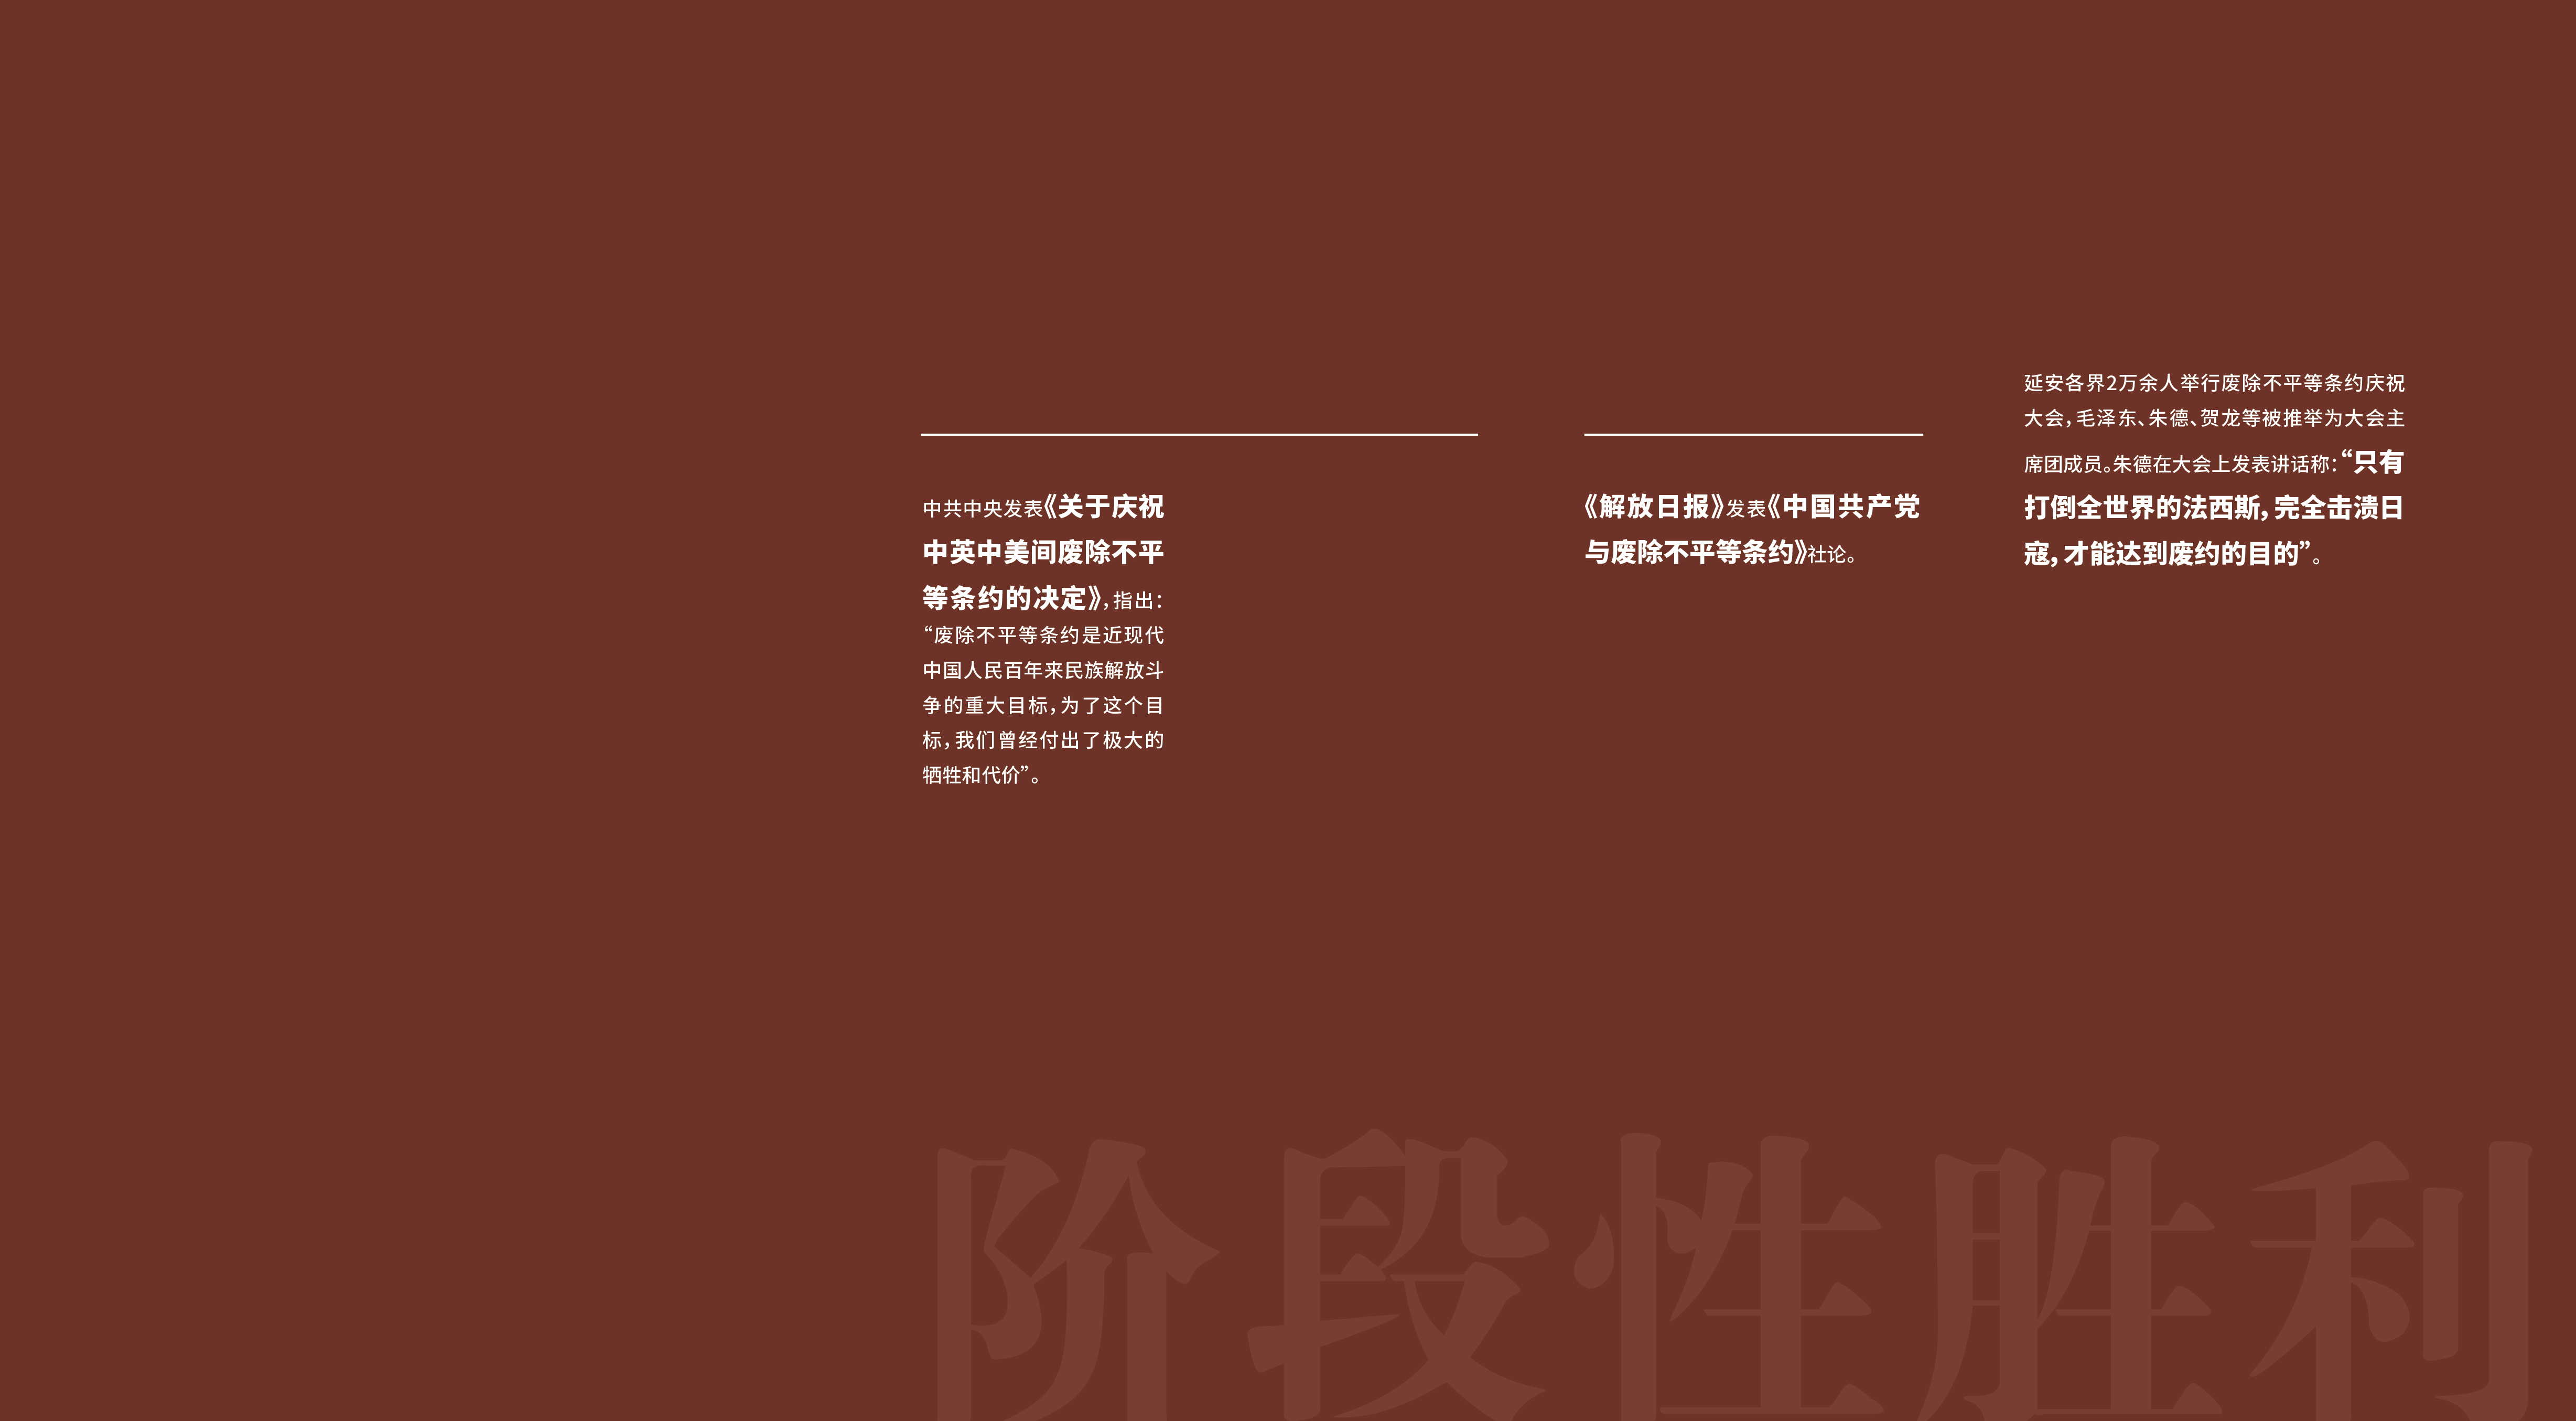 中共中央发表《关于庆祝
中英中美间废除不平
等条约的决定》，指出：
“废除不平等条约是近现代
中国人民百年来民族解放斗
争的重大目标，为了这个目
标，我们曾经付出了极大的
牺牲和代价”。
《解放日报》发表《中国共产党
与废除不平等条约》社论。
延安各界2万余人举行废除不平等条约庆祝
大会，毛泽东、朱德、贺龙等被推举为大会主
席团成员。朱德在大会上发表讲话称：“只有
打倒全世界的法西斯，完全击溃日
寇，才能达到废约的目的”。
阶段性胜利